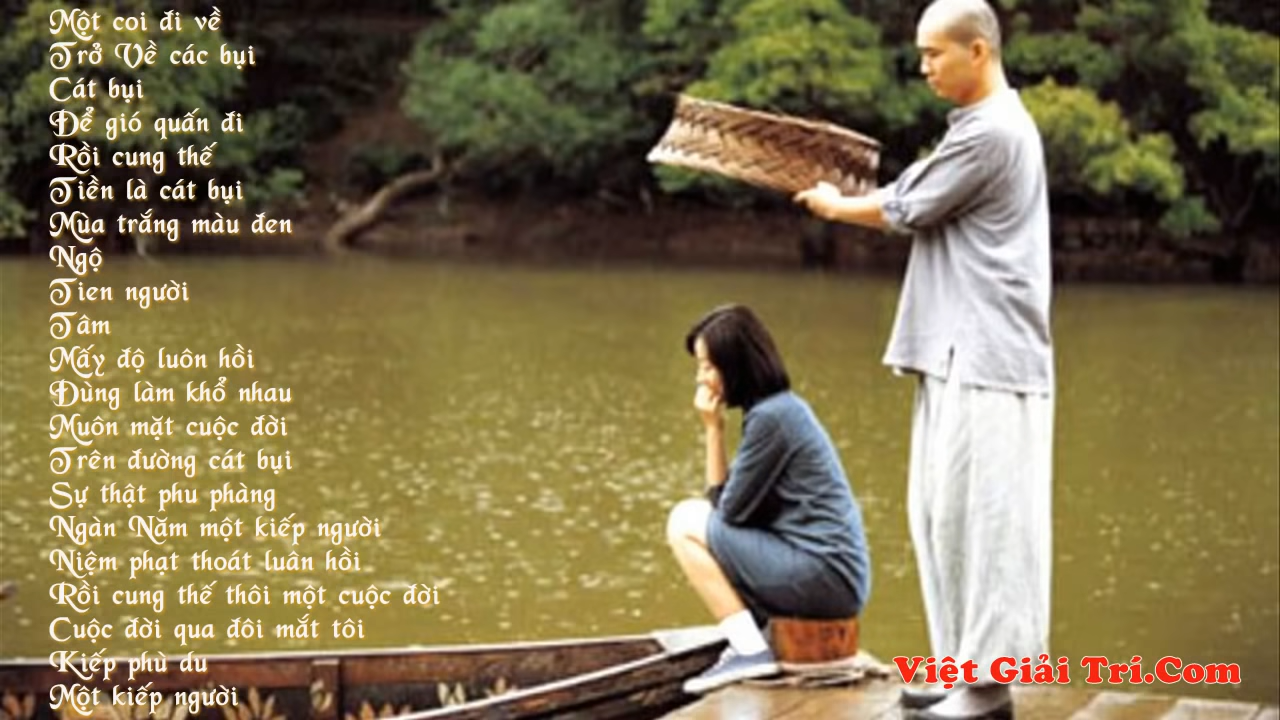 Một coi đi về
Trở Về các bụi
Cát bụi
Để gió quấn đi
Rồi cung thế
Tiền là cát bụi
Mùa trắng màu đen
Ngộ
Tien người
Tâm
Mấy độ luôn hồi
Đùng làm khổ nhau
Muôn mặt cuộc đời
Trên đường cát bụi
Sự thật phu phàng
Ngàn Năm một kiếp người
Niệm phạt thoát luân hồi
Rồi cung thế thôi một cuộc đời
Cuộc đời qua đôi mắt tôi
Kiếp phù du
Một kiếp người
Việt Giải Trí.Com